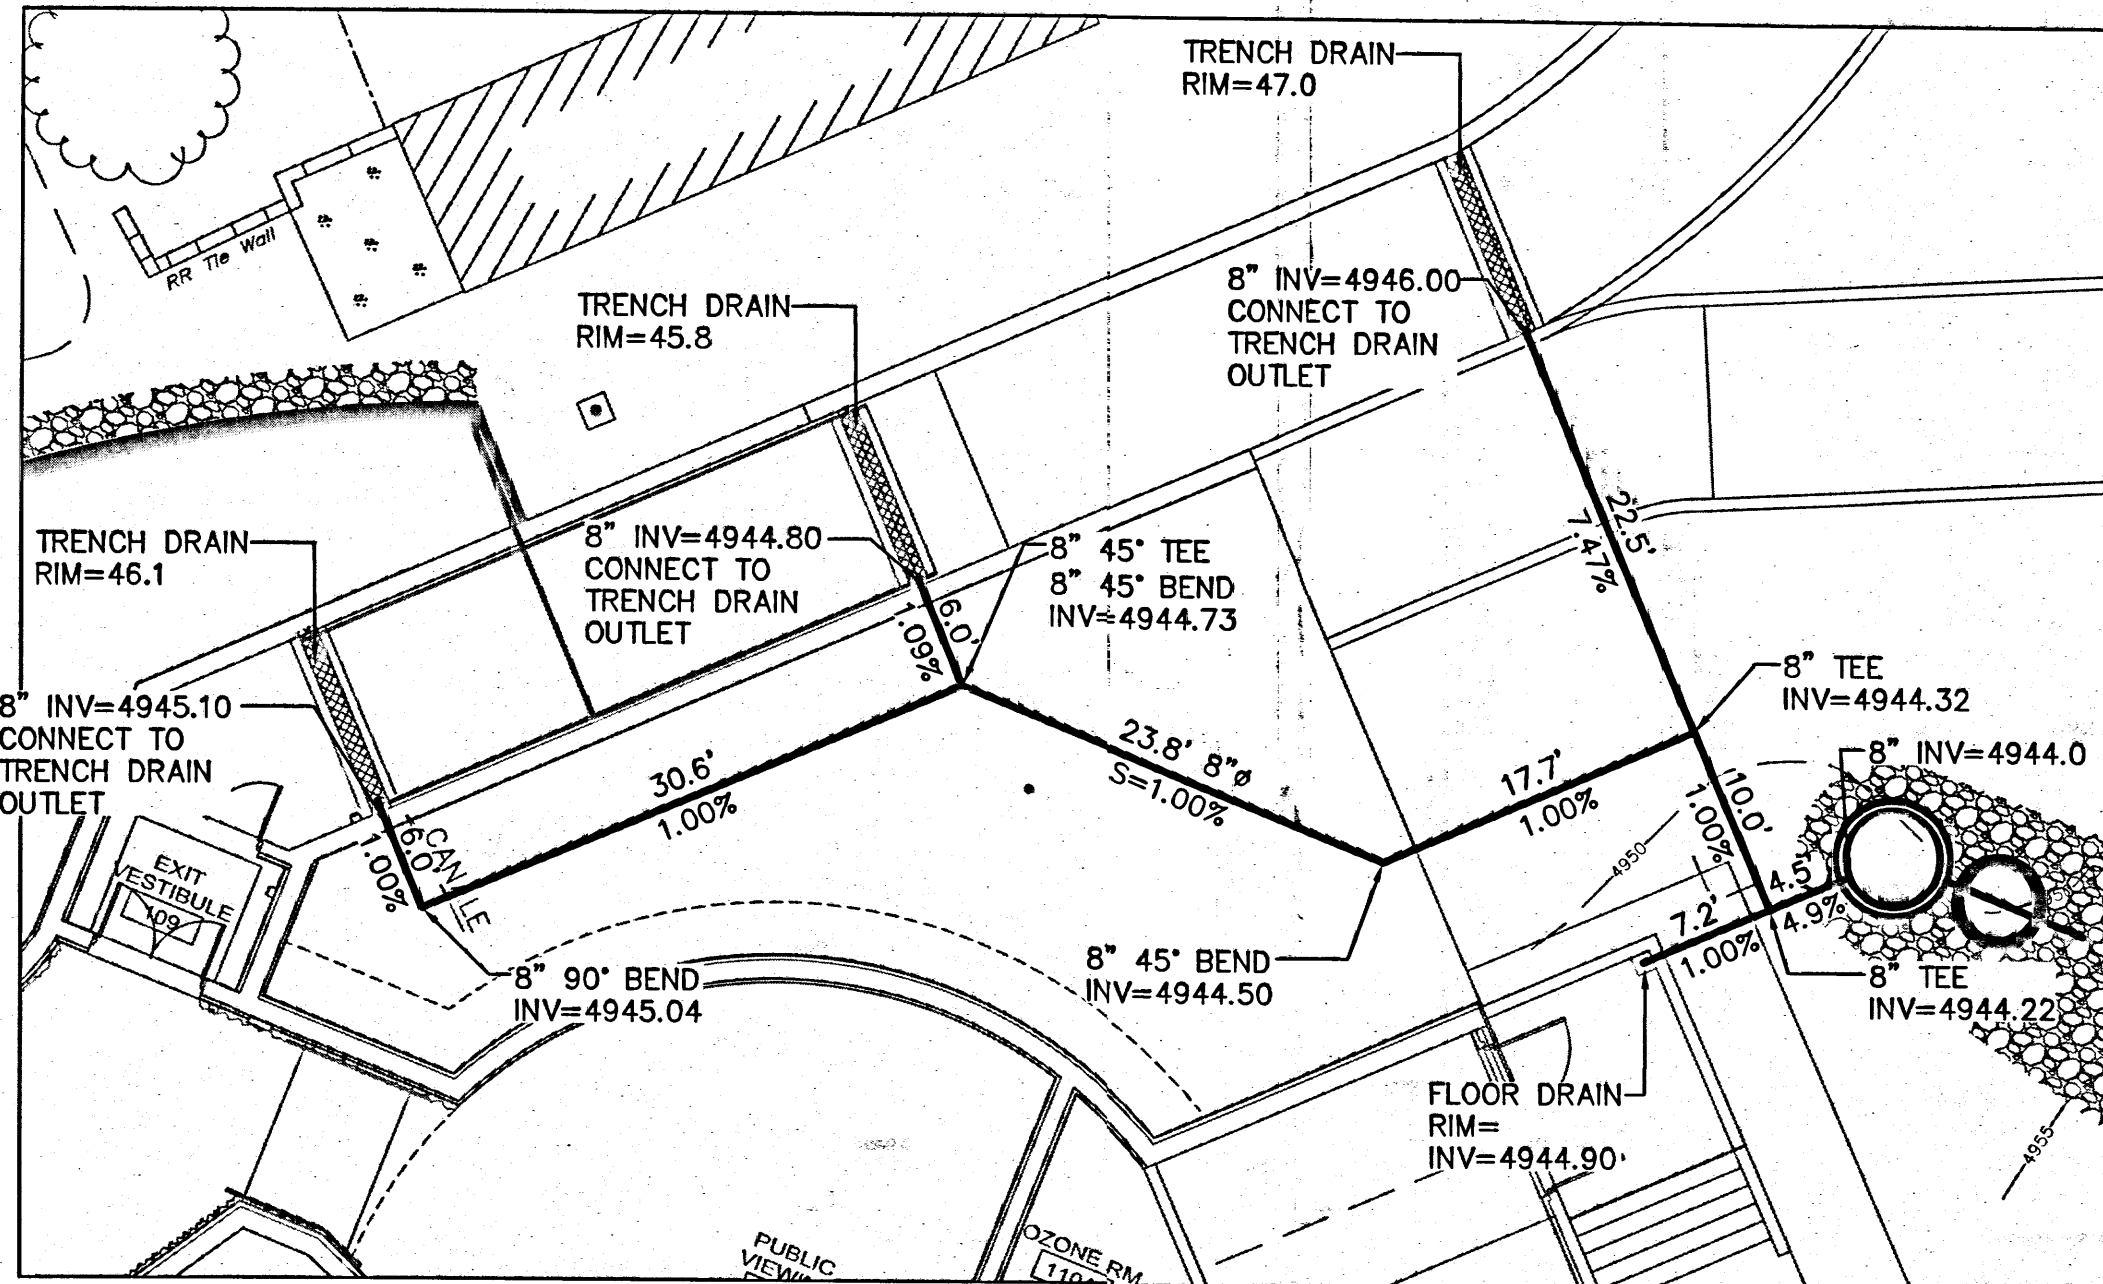 TRENCH DRAIN
RIM=47.0
RR Tie Wall
8" INV=4946.00
CONNECT TO
TRENCH DRAIN
OUTLET
TRENCH DRAIN
RIM=45.8
22.5'
7.47%
TRENCH DRAIN
RIM=46.1
8" INV=4944.80
CONNECT TO
TRENCH DRAIN
OUTLET
8" 45° TEE
8" 45° BEND
INV=4944.73
6.0'
1.09%
8" TEE
INV=4944.32
8" INV=4945.10
CONNECT TO
TRENCH DRAIN
OUTLET
30.6'
1.00%
23.8' 8"ø
S=1.00%
17.7'
1.00%
10.0'
1.00%
8" INV=4944.0
6.0'
1.00%
4950
EXIT
VESTIBULE
109
4.5'
4.9%
7.2'
1.00%
8" 90° BEND
INV=4945.04
8" 45° BEND
INV=4944.50
8" TEE
INV=4944.22
FLOOR DRAIN
RIM=
INV=4944.90
4955
PUBLIC
OZONE RM